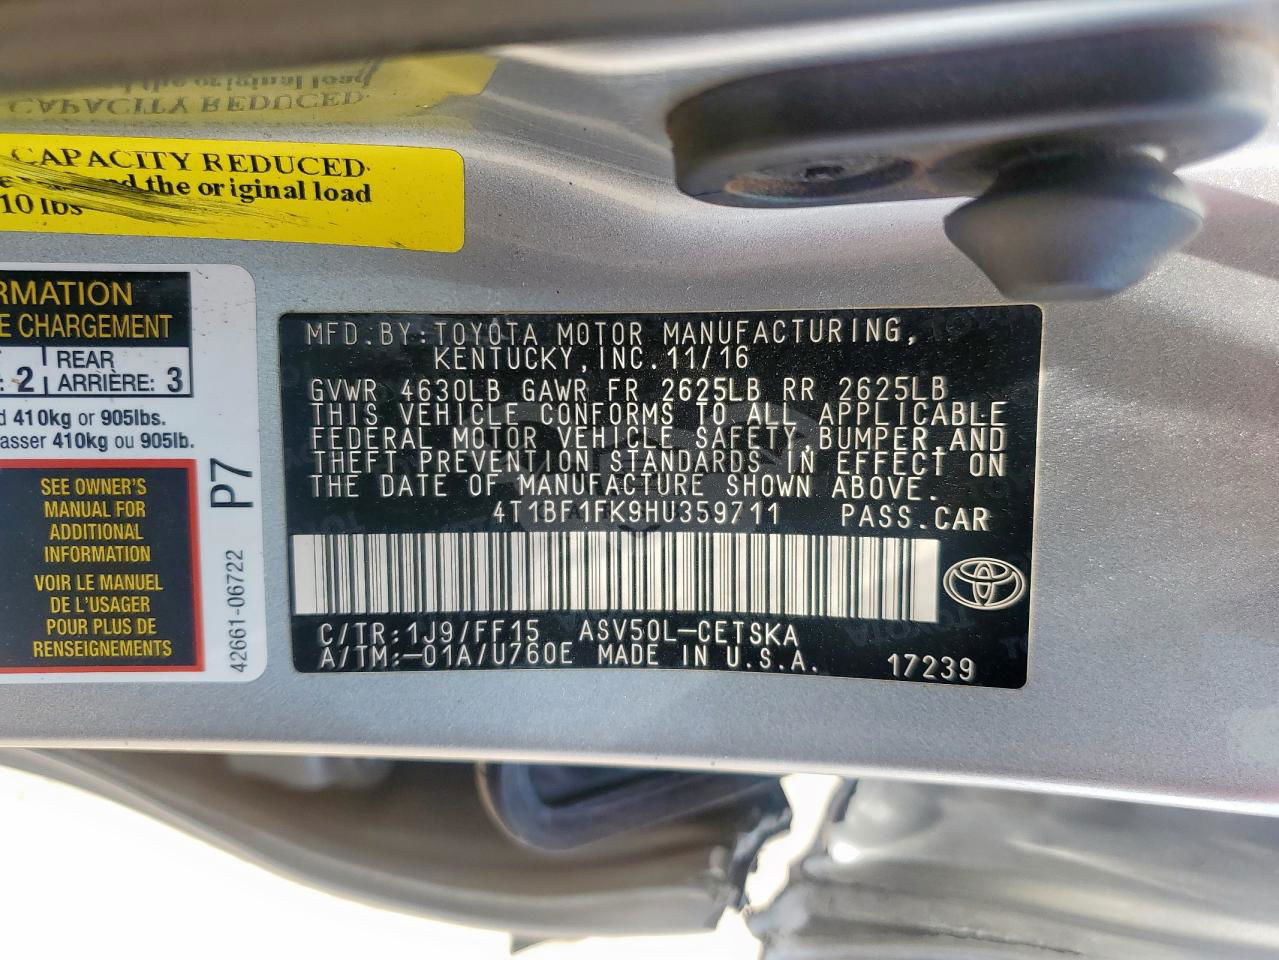 CAPACITY REDUCED
and the original load
10 lbs
RMATION
E CHARGEMENT
: 2 REAR
ARRIÈRE: 3
d 410kg or 905lbs.
asser 410kg ou 905lb.
SEE OWNER'S
MANUAL FOR
ADDITIONAL
INFORMATION
VOIR LE MANUEL
DE L'USAGER
POUR PLUS DE
RENSEIGNEMENTS
P7
42661-06722
MFD.BY:TOYOTA MOTOR MANUFACTURING,
KENTUCKY,INC.11/16
GVWR 4630LB GAWR FR 2625LB RR 2625LB
THIS VEHICLE CONFORMS TO ALL APPLICABLE
FEDERAL MOTOR VEHICLE SAFETY,BUMPER,AND
THEFT PREVENTION STANDARDS IN EFFECT ON
THE DATE OF MANUFACTURE SHOWN ABOVE.
4T1BF1FK9HU359711 PASS.CAR
C/TR:1J9/FF15 ASV50L-CETSKA
A/TM:-01A/U760E MADE IN U.S.A. 17239